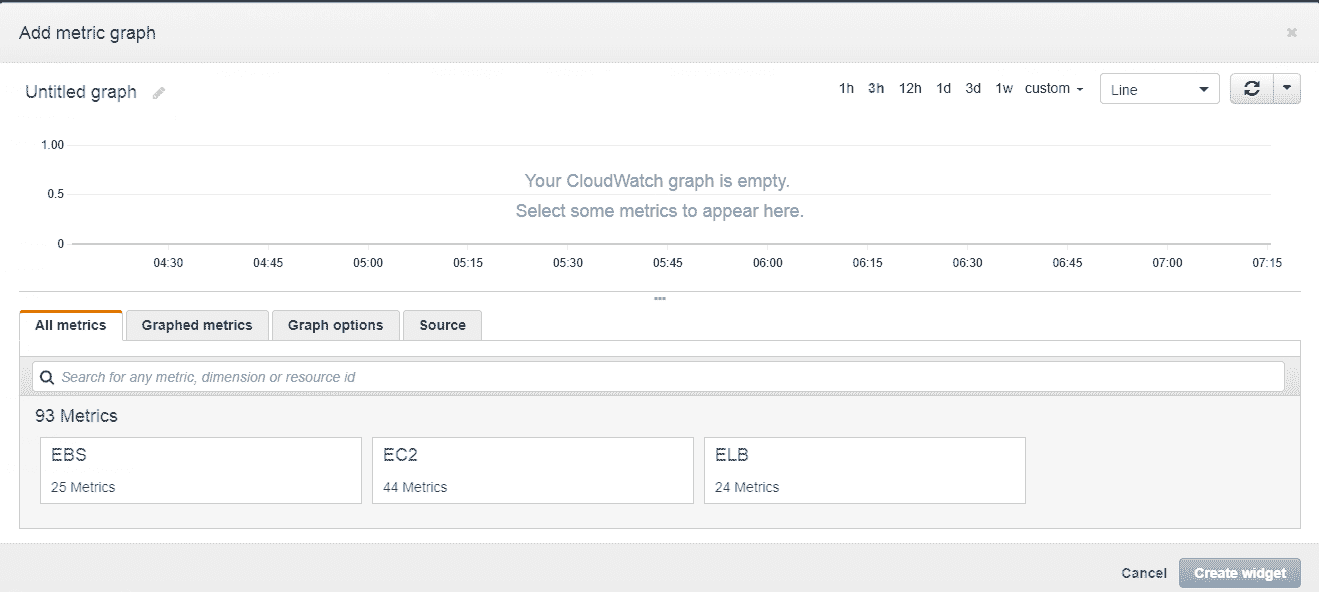 Add metric graph
Untitled graph
1h 3h 12h 1d 3d 1w custom Line
1.00
0.5
0
Your CloudWatch graph is empty.
Select some metrics to appear here.
04:30 04:45 05:00 05:15 05:30 05:45 06:00 06:15 06:30 06:45 07:00 07:15
All metrics Graphed metrics Graph options Source
Search for any metric, dimension or resource id
93 Metrics
EBS EC2 ELB
25 Metrics 44 Metrics 24 Metrics
Cancel Create widget